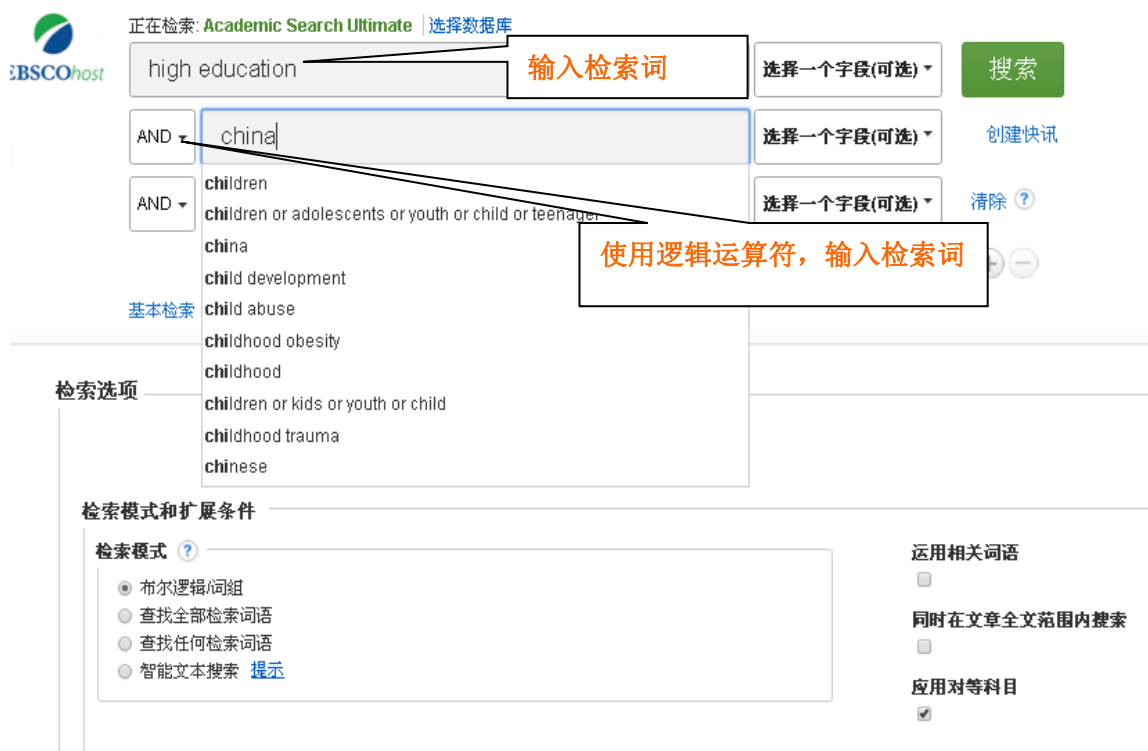 正在检索: Academic Search Ultimate 选择数据库
EBSCOhost
high education
输入检索词
选择一个字段(可选)
搜索
AND
china
选择一个字段(可选)
创建快讯
AND
选择一个字段(可选)
清除 ?
children
children or adolescents or youth or child or teenager
china
child development
child abuse
childhood obesity
childhood
children or kids or youth or child
childhood trauma
chinese
使用逻辑运算符，输入检索词
基本检索
检索选项
检索模式和扩展条件
检索模式 ?
布尔逻辑/词组
查找全部检索词语
查找任何检索词语
智能文本搜索 提示
运用相关词语
同时在文章全文范围内搜索
应用对等科目